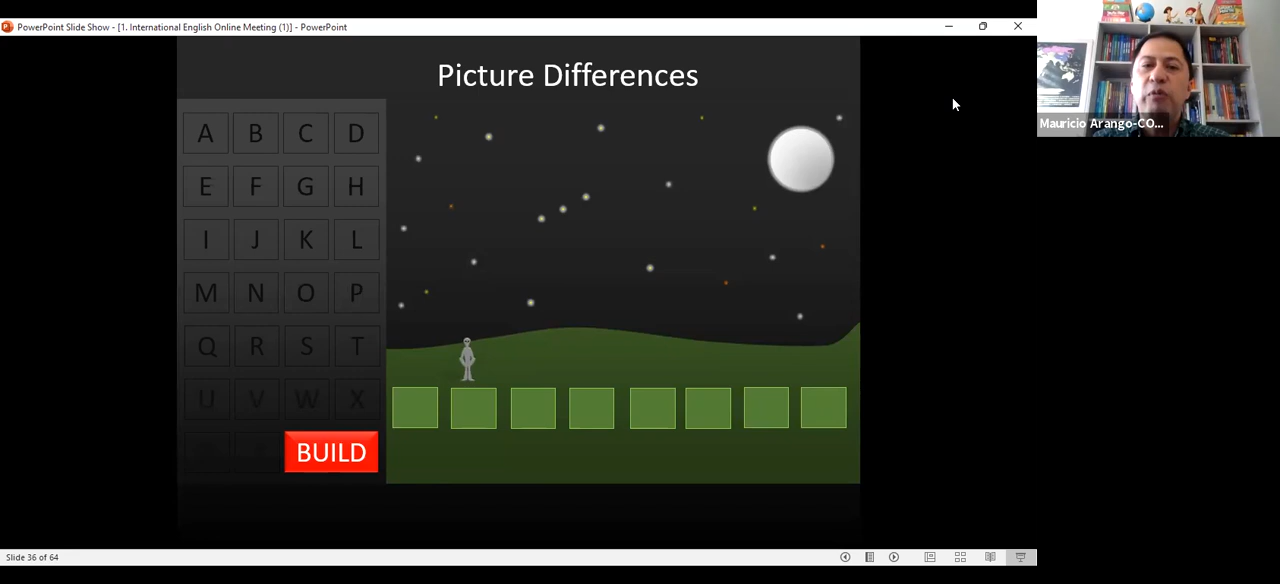 PowerPoint Slide Show - [1. International English Online Meeting (1)] - PowerPoint
Picture Differences
A B C D
E F G H
I J K L
M N O P
Q R S T
U V W X
BUILD
Mauricio Arango-CO...
Slide 36 of 64